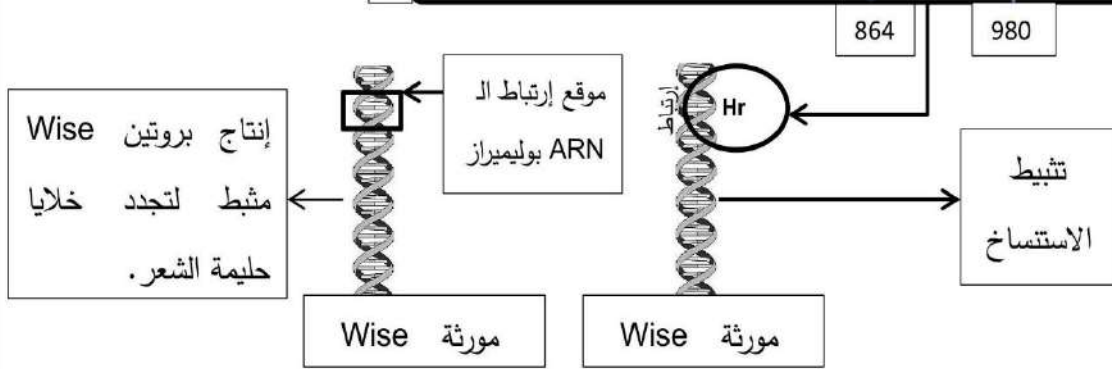 864
980
موقع إرتباط الـ
ARN بوليميراز
إرتباط
Hr
إنتاج بروتين Wise
مثبط لتجدد خلايا
حليمة الشعر.
تثبيط
الاستنساخ
مورثة Wise
مورثة Wise